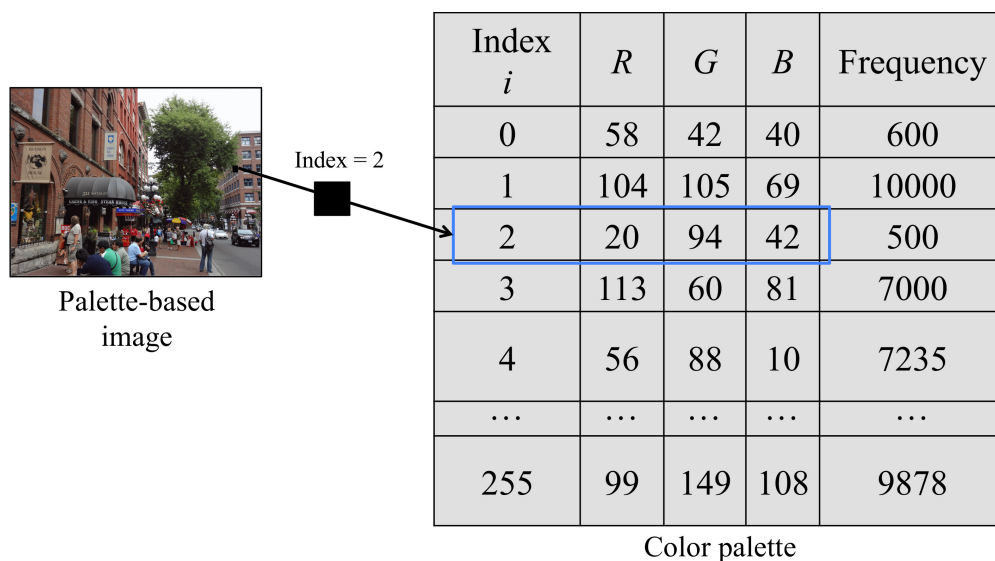 Index = 2
Palette-based
image
Index i R G B Frequency
0 58 42 40 600
1 104 105 69 10000
2 20 94 42 500
3 113 60 81 7000
4 56 88 10 7235
… … … … …
255 99 149 108 9878
Color palette